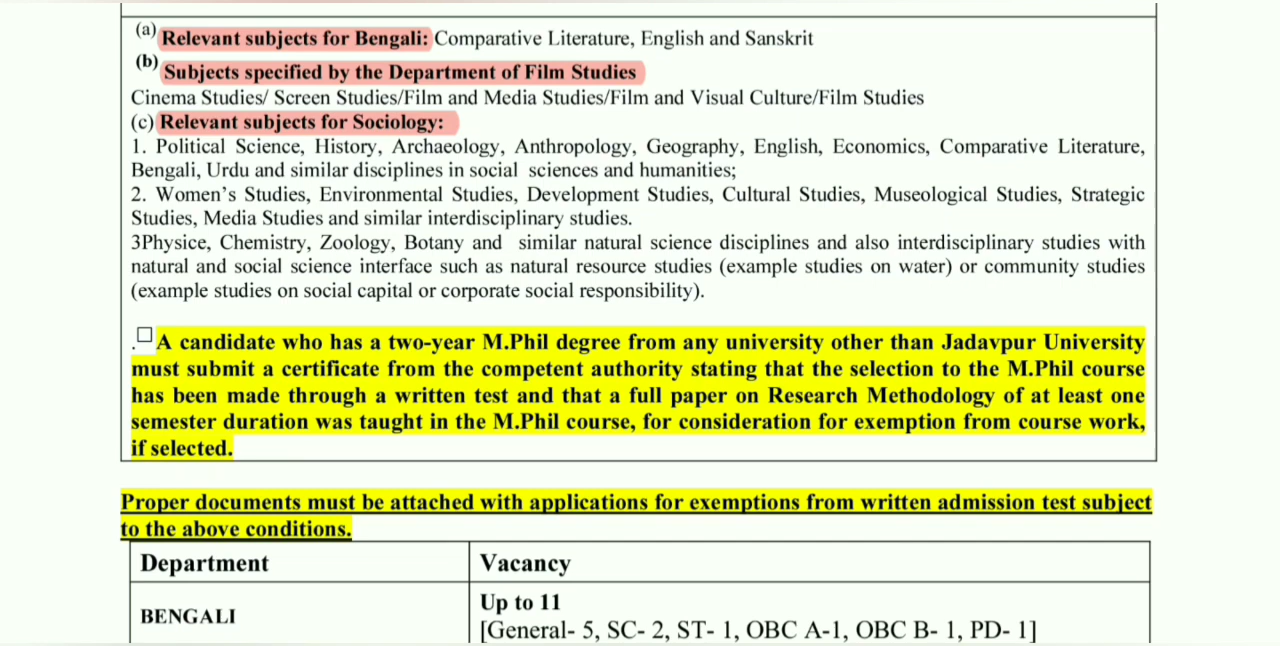 (a) Relevant subjects for Bengali: Comparative Literature, English and Sanskrit
(b) Subjects specified by the Department of Film Studies
Cinema Studies/ Screen Studies/Film and Media Studies/Film and Visual Culture/Film Studies
(c) Relevant subjects for Sociology:
1. Political Science, History, Archaeology, Anthropology, Geography, English, Economics, Comparative Literature,
Bengali, Urdu and similar disciplines in social sciences and humanities;
2. Women's Studies, Environmental Studies, Development Studies, Cultural Studies, Museological Studies, Strategic
Studies, Media Studies and similar interdisciplinary studies.
3Physice, Chemistry, Zoology, Botany and similar natural science disciplines and also interdisciplinary studies with
natural and social science interface such as natural resource studies (example studies on water) or community studies
(example studies on social capital or corporate social responsibility).
.□A candidate who has a two-year M.Phil degree from any university other than Jadavpur University
must submit a certificate from the competent authority stating that the selection to the M.Phil course
has been made through a written test and that a full paper on Research Methodology of at least one
semester duration was taught in the M.Phil course, for consideration for exemption from course work,
if selected.
Proper documents must be attached with applications for exemptions from written admission test subject
to the above conditions.
Department Vacancy
BENGALI Up to 11
[General- 5, SC- 2, ST- 1, OBC A-1, OBC B- 1, PD- 1]